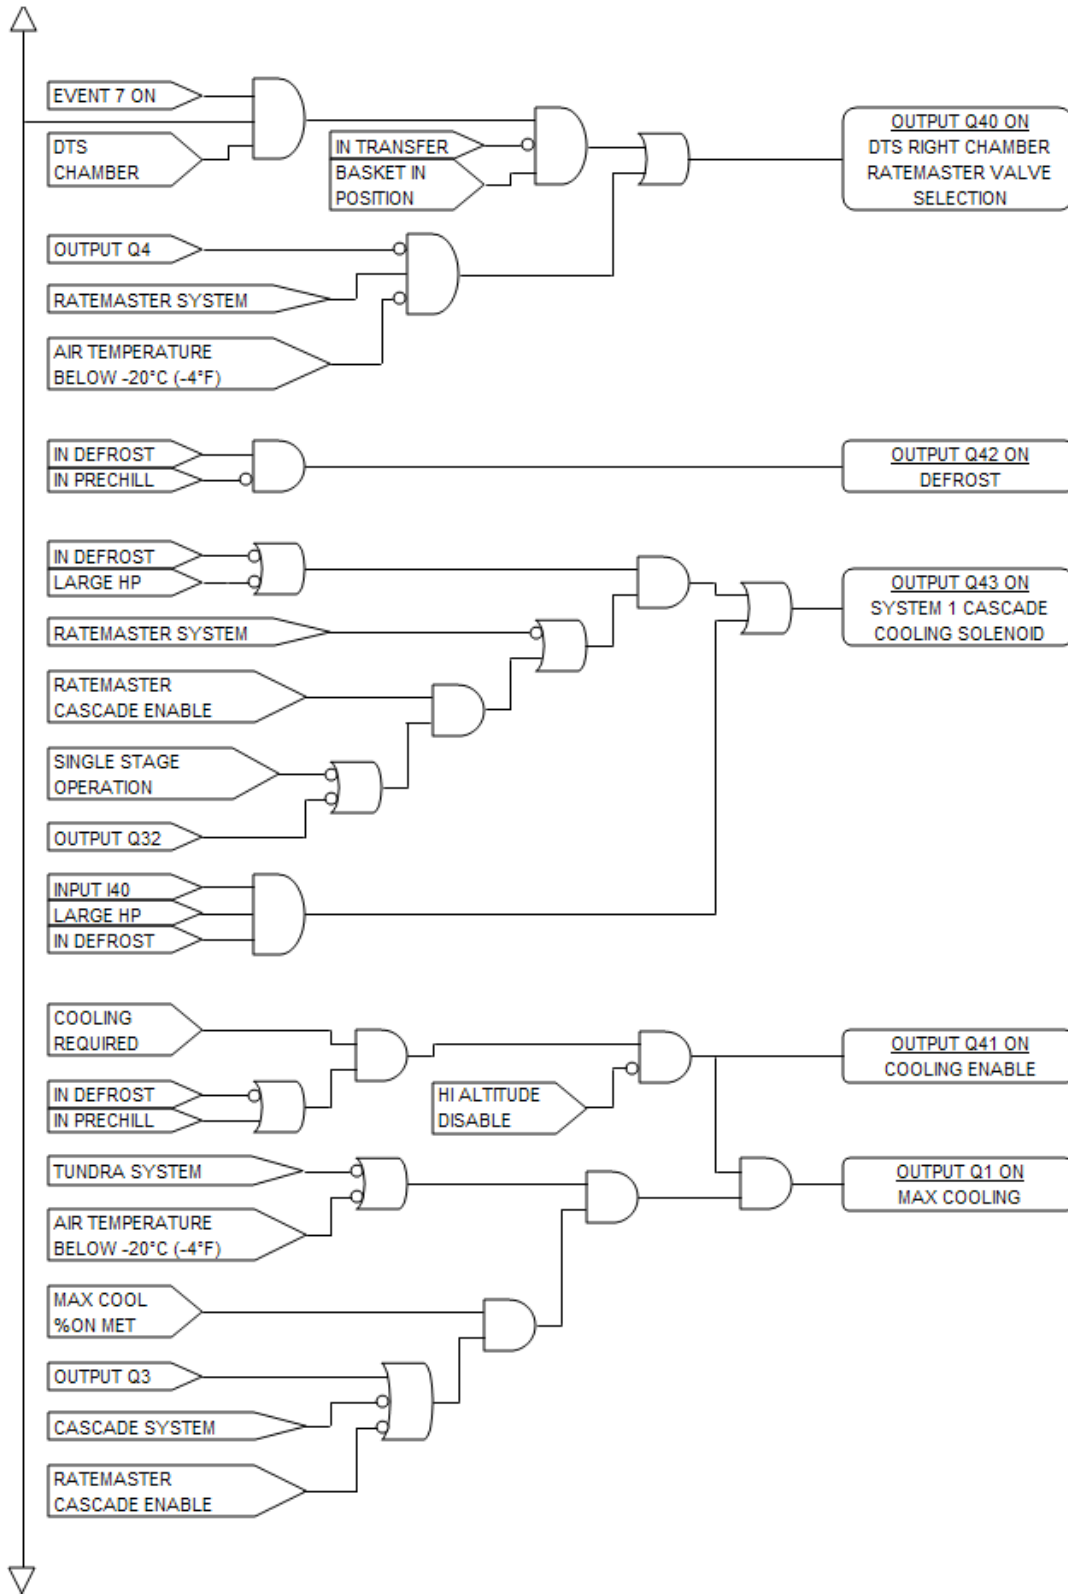 EVENT 7 ON
DTS
CHAMBER
IN TRANSFER
BASKET IN
POSITION
OUTPUT Q40 ON
DTS RIGHT CHAMBER
RATEMASTER VALVE
SELECTION
OUTPUT Q4
RATEMASTER SYSTEM
AIR TEMPERATURE
BELOW -20°C (-4°F)
IN DEFROST
IN PRECHILL
OUTPUT Q42 ON
DEFROST
IN DEFROST
LARGE HP
OUTPUT Q43 ON
SYSTEM 1 CASCADE
COOLING SOLENOID
RATEMASTER SYSTEM
RATEMASTER
CASCADE ENABLE
SINGLE STAGE
OPERATION
OUTPUT Q32
INPUT I40
LARGE HP
IN DEFROST
COOLING
REQUIRED
OUTPUT Q41 ON
COOLING ENABLE
IN DEFROST
IN PRECHILL
HI ALTITUDE
DISABLE
TUNDRA SYSTEM
OUTPUT Q1 ON
MAX COOLING
AIR TEMPERATURE
BELOW -20°C (-4°F)
MAX COOL
%ON MET
OUTPUT Q3
CASCADE SYSTEM
RATEMASTER
CASCADE ENABLE